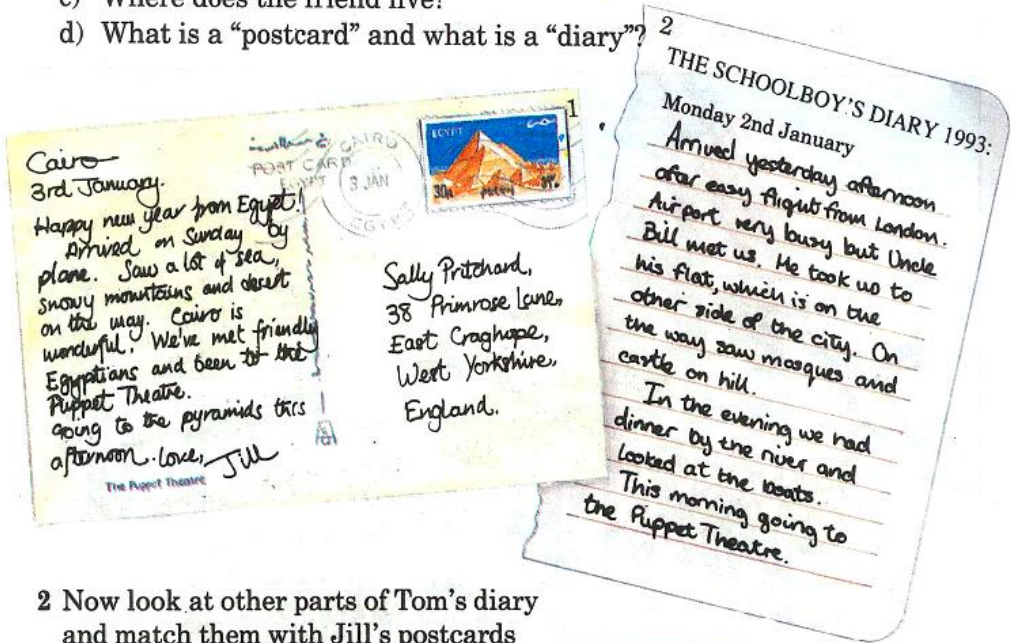 c) Where does the friend live?
d) What is a “postcard” and what is a “diary”?
1
Cairo
3rd January.
Happy new year from Egypt!
Arrived on Sunday by
plane. Saw a lot of sea,
snowy mountains and desert
on the way. Cairo is
wonderful. We've met friendly
Egyptians and been to the
Puppet Theatre.
Going to the pyramids this
afternoon. Love, Jill
The Puppet Theatre
POST CARD
EGYPT
CAIRO
3 JAN
EGYPT
EGYPT
Sally Pritchard,
38 Primrose Lane,
East Craghope,
West Yorkshire,
England.
2
THE SCHOOLBOY'S DIARY 1993:
Monday 2nd January
Arrived yesterday afternoon
after easy flight from London.
Airport very busy but Uncle
Bill met us. He took us to
his flat, which is on the
other side of the city. On
the way saw mosques and
castle on hill.
In the evening we had
dinner by the river and
looked at the boats.
This morning going to
the Puppet Theatre.
2 Now look at other parts of Tom's diary
and match them with Jill's postcards